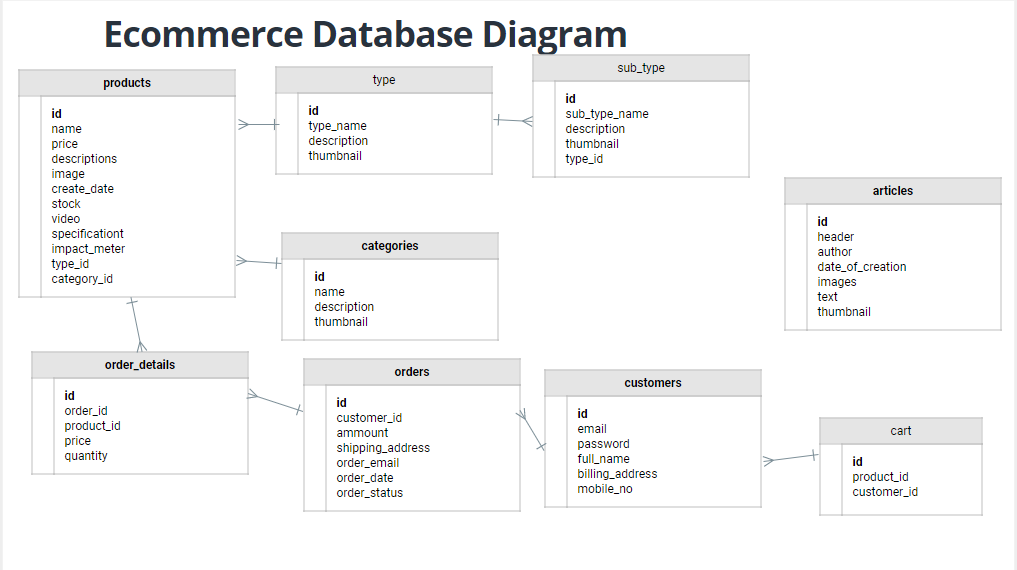 Ecommerce Database Diagram
products
id
name
price
descriptions
image
create_date
stock
video
specificationt
impact_meter
type_id
category_id
type
id
type_name
description
thumbnail
sub_type
id
sub_type_name
description
thumbnail
type_id
articles
id
header
author
date_of_creation
images
text
thumbnail
categories
id
name
description
thumbnail
order_details
id
order_id
product_id
price
quantity
orders
id
customer_id
ammount
shipping_address
order_email
order_date
order_status
customers
id
email
password
full_name
billing_address
mobile_no
cart
id
product_id
customer_id